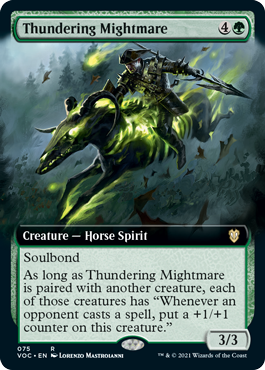 Thundering Mightmare 4
Creature — Horse Spirit
Soulbond
As long as Thundering Mightmare
is paired with another creature, each
of those creatures has “Whenever an
opponent casts a spell, put a +1/+1
counter on this creature.”
3/3
075 R
VOC • EN Lorenzo Mastroianni ™ & © 2021 Wizards of the Coast